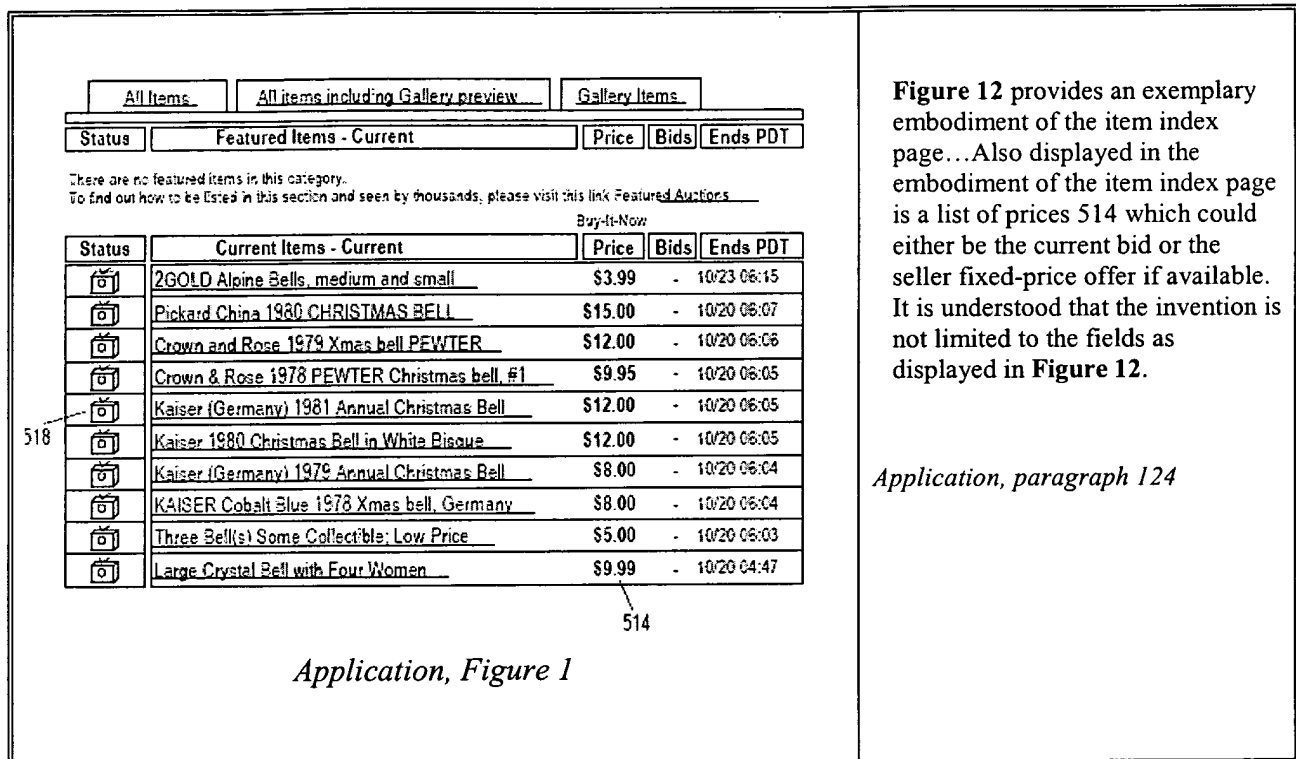 All Items
All items including Gallery preview
Gallery Items
Status Featured Items - Current Price Bids Ends PDT
There are no featured items in this category.
To find out how to be listed in this section and seen by thousands, please visit this link Featured Auctions
Buy-It-Now
Status Current Items - Current Price Bids Ends PDT
2GOLD Alpine Bells, medium and small $3.99 - 10/23 06:15
Pickard China 1980 CHRISTMAS BELL $15.00 - 10/20 06:07
Crown and Rose 1979 Xmas bell PEWTER $12.00 - 10/20 06:06
Crown & Rose 1978 PEWTER Christmas bell, #1 $9.95 - 10/20 06:05
Kaiser (Germany) 1981 Annual Christmas Bell $12.00 - 10/20 06:05
518
Kaiser 1980 Christmas Bell in White Bisque $12.00 - 10/20 06:05
Kaiser (Germany) 1979 Annual Christmas Bell $8.00 - 10/20 06:04
KAISER Cobalt Blue 1978 Xmas bell, Germany $8.00 - 10/20 06:04
Three Bell(s) Some Collectible; Low Price $5.00 - 10/20 06:03
Large Crystal Bell with Four Women $9.99 - 10/20 04:47
514
Application, Figure 1
Figure 12 provides an exemplary
embodiment of the item index
page…Also displayed in the
embodiment of the item index page
is a list of prices 514 which could
either be the current bid or the
seller fixed-price offer if available.
It is understood that the invention is
not limited to the fields as
displayed in Figure 12.
Application, paragraph 124